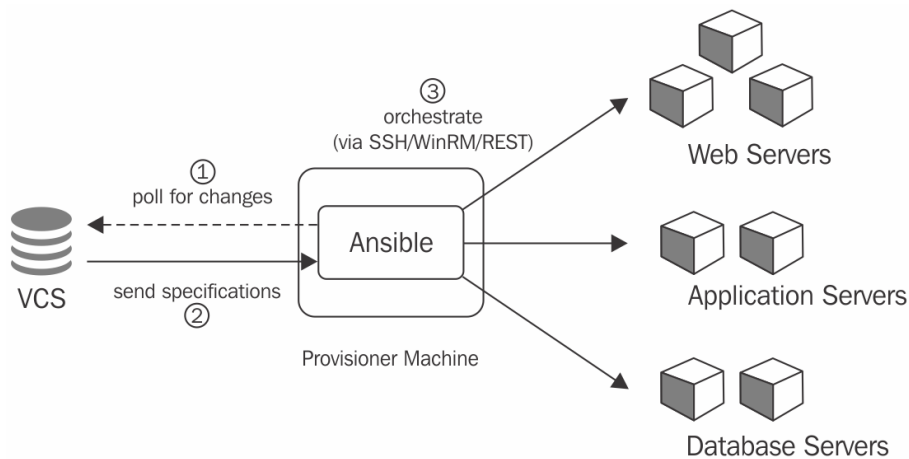 ③
orchestrate
(via SSH/WinRM/REST)
Web Servers
①
poll for changes
Ansible
VCS
send specifications
②
Application Servers
Provisioner Machine
Database Servers